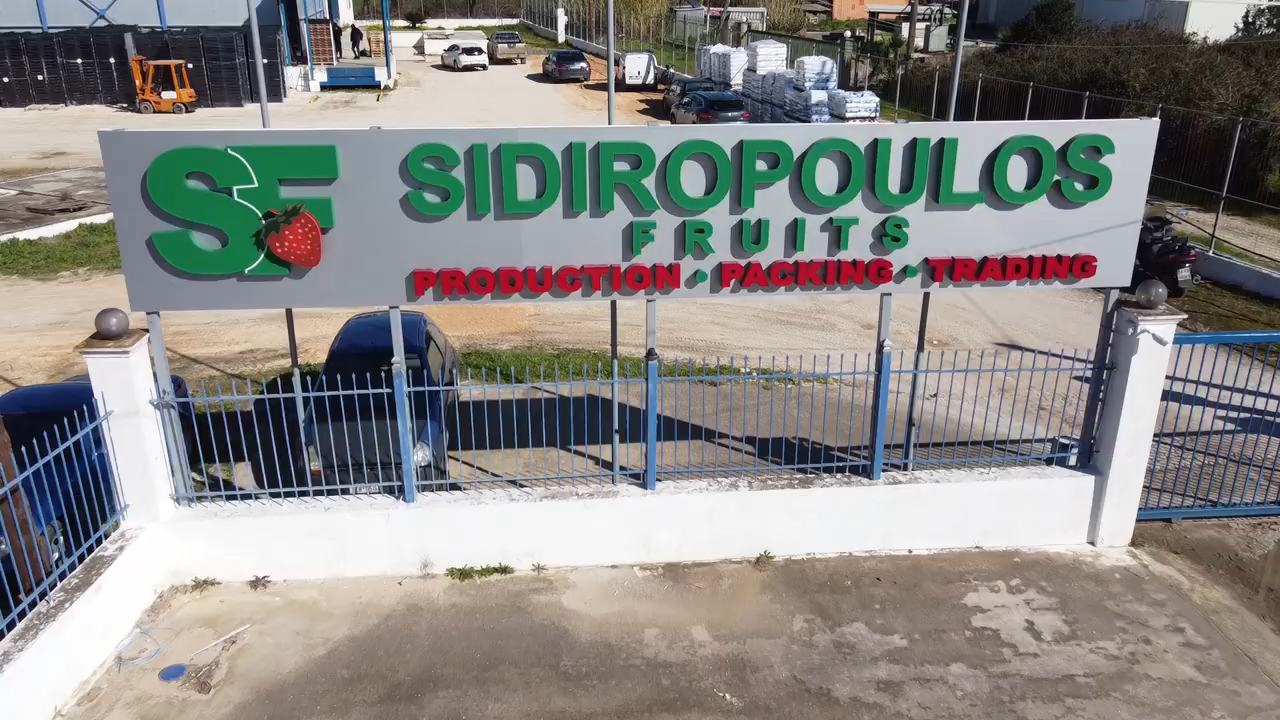 SF
SIDIROPOULOS
FRUITS
PRODUCTION • PACKING • TRADING